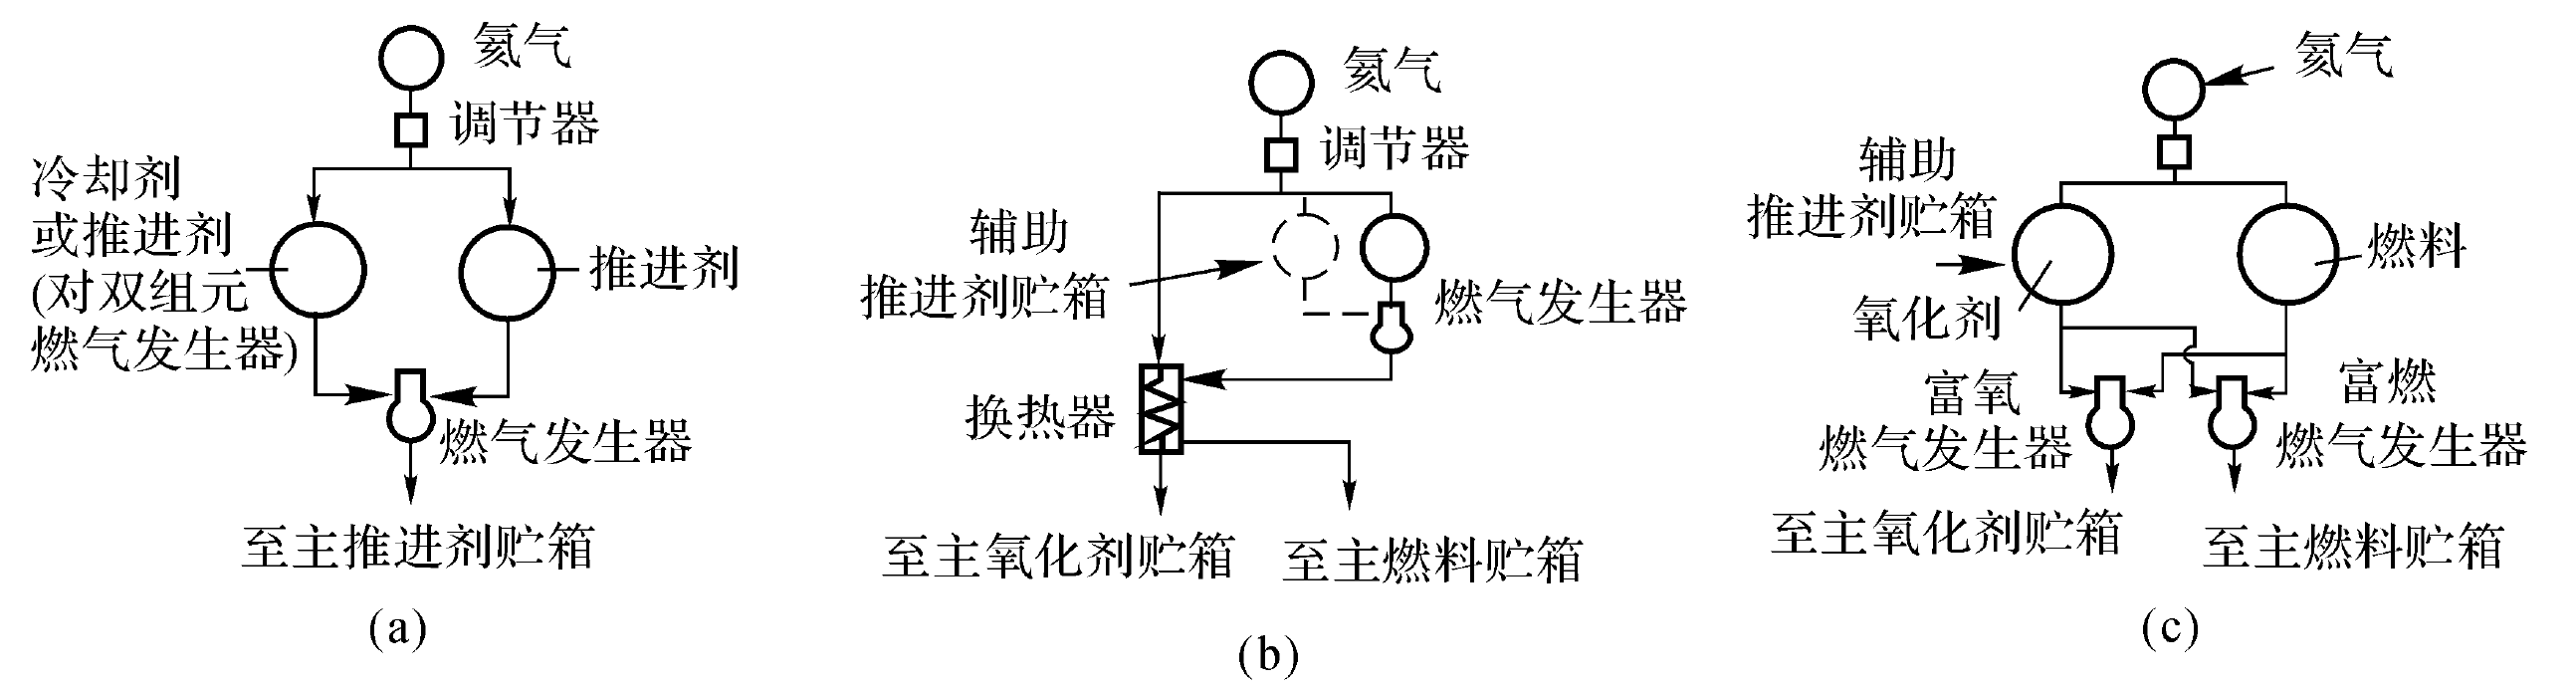 氦气
调节器
冷却剂
或推进剂
(对双组元
燃气发生器)
推进剂
燃气发生器
至主推进剂贮箱
(a)
氦气
调节器
辅助
推进剂贮箱
燃气发生器
换热器
至主氧化剂贮箱
至主燃料贮箱
(b)
氦气
辅助
推进剂贮箱
氧化剂
燃料
富氧
燃气发生器
富燃
燃气发生器
至主氧化剂贮箱
至主燃料贮箱
(c)